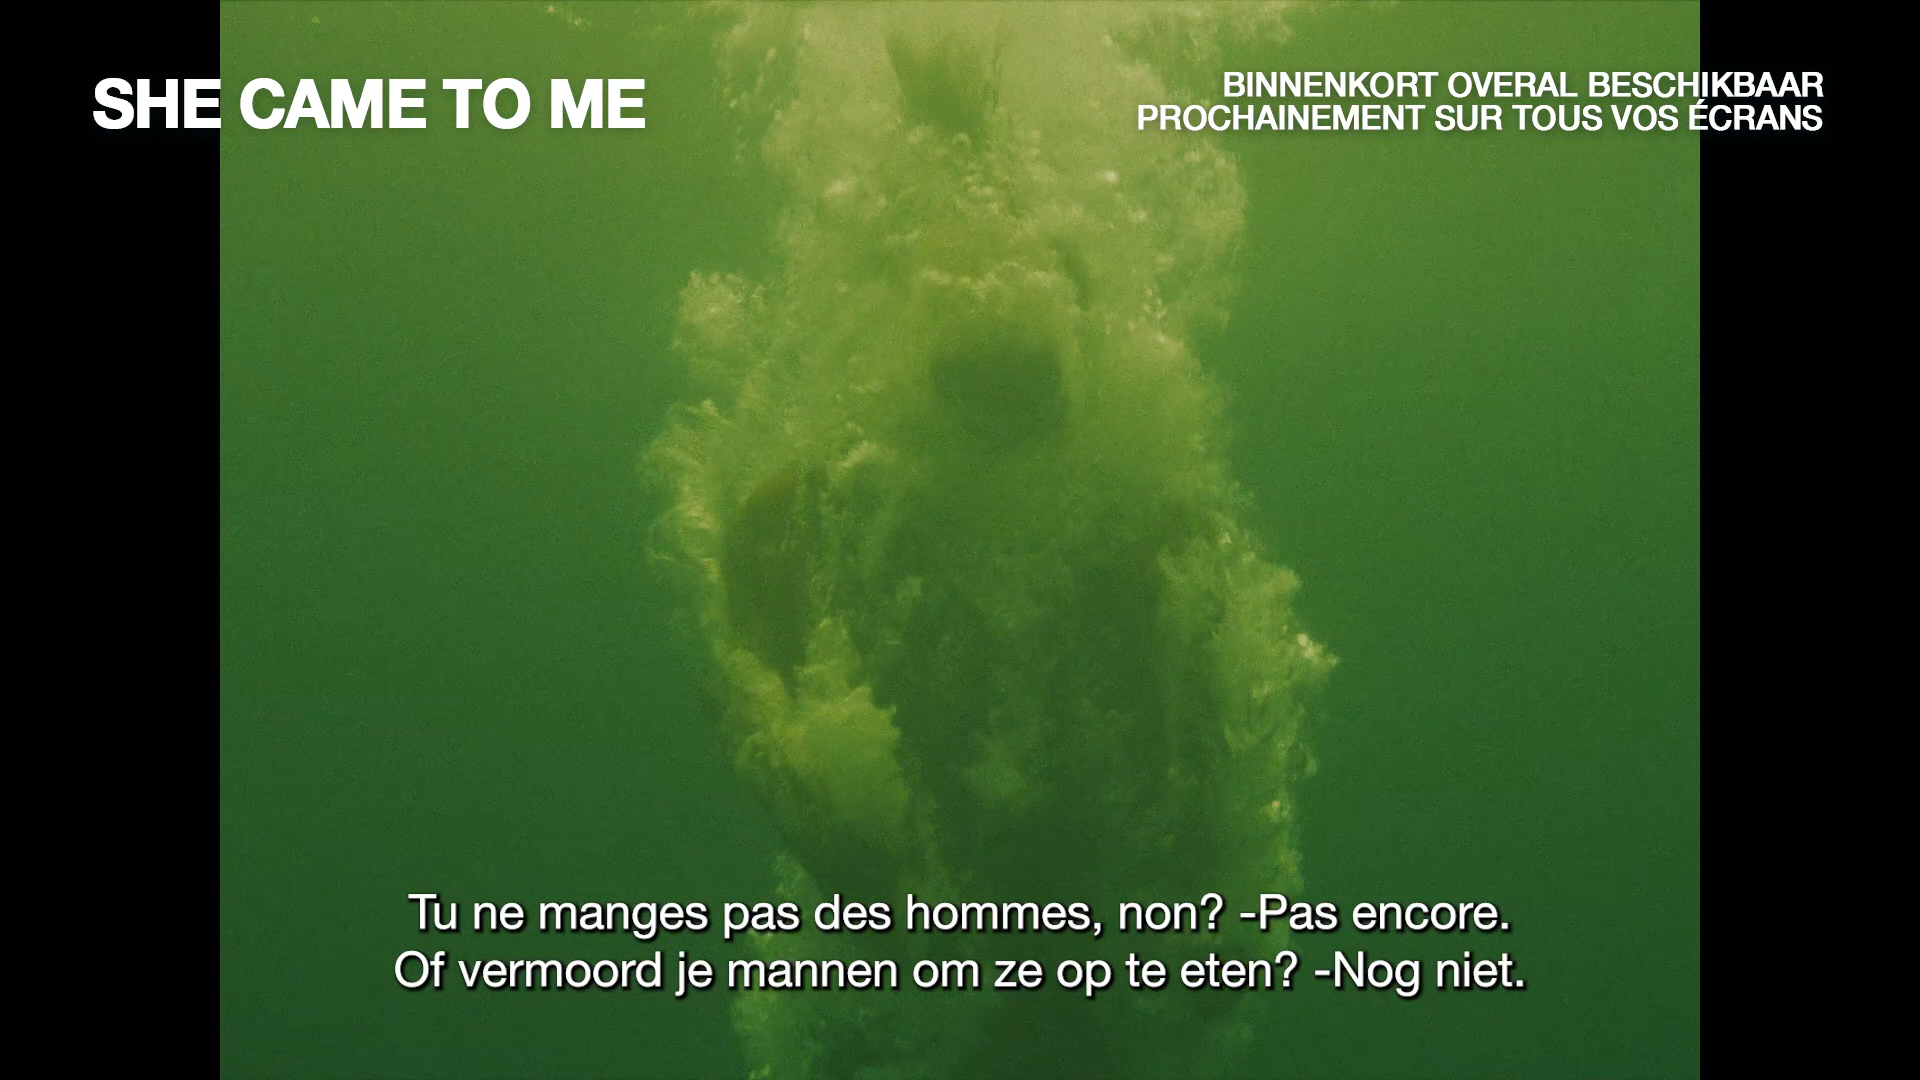 SHE CAME TO ME
BINNENKORT OVERAL BESCHIKBAAR
PROCHAINEMENT SUR TOUS VOS ÉCRANS
Tu ne manges pas des hommes, non? -Pas encore.
Of vermoord je mannen om ze op te eten? -Nog niet.